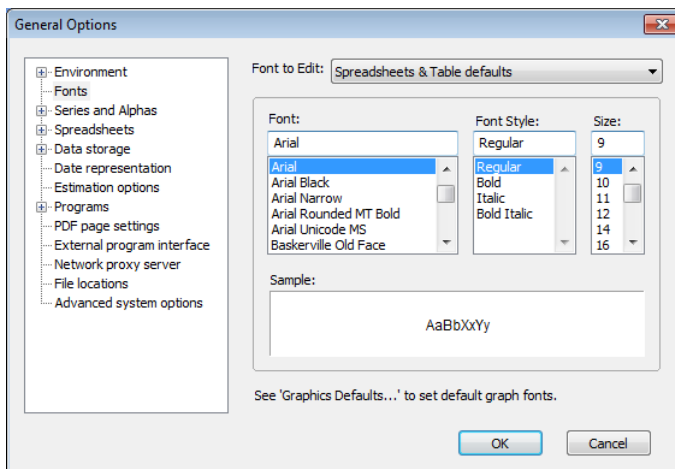 General Options
Environment
Fonts
Series and Alphas
Spreadsheets
Data storage
Date representation
Estimation options
Programs
PDF page settings
External program interface
Network proxy server
File locations
Advanced system options
Font to Edit: Spreadsheets & Table defaults
Font: Font Style: Size:
Arial Regular 9
Arial Regular 9
Arial Black Bold 10
Arial Narrow Italic 11
Arial Rounded MT Bold Bold Italic 12
Arial Unicode MS 14
Baskerville Old Face 16
Sample:
AaBbXxYy
See 'Graphics Defaults...' to set default graph fonts.
OK Cancel